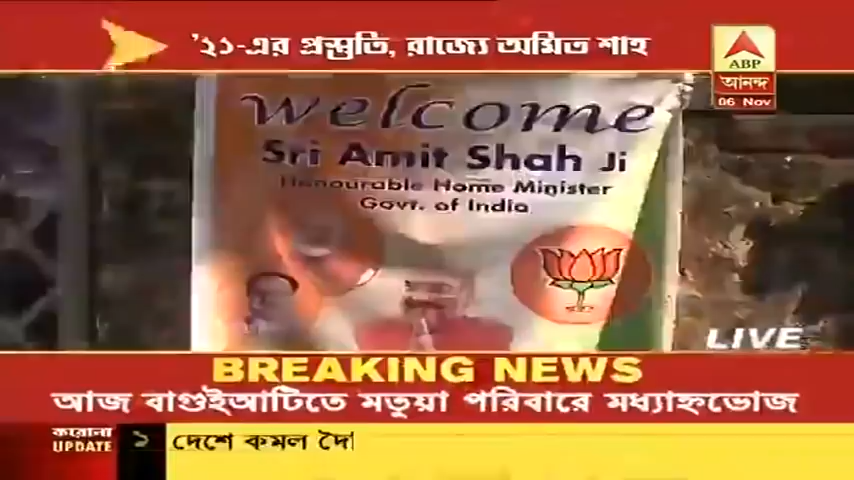 '২১-এর প্রস্তুতি, রাজ্যে অমিত শাহ
ABP
আনন্দ
06 Nov
welcome
Sri Amit Shah Ji
Honourable Home Minister
Govt. of India
LIVE
BREAKING NEWS
আজ বাগুইআটিতে মতুয়া পরিবারে মধ্যাহ্নভোজ
করোনা
UPDATE
১
দেশে কমল দৈ